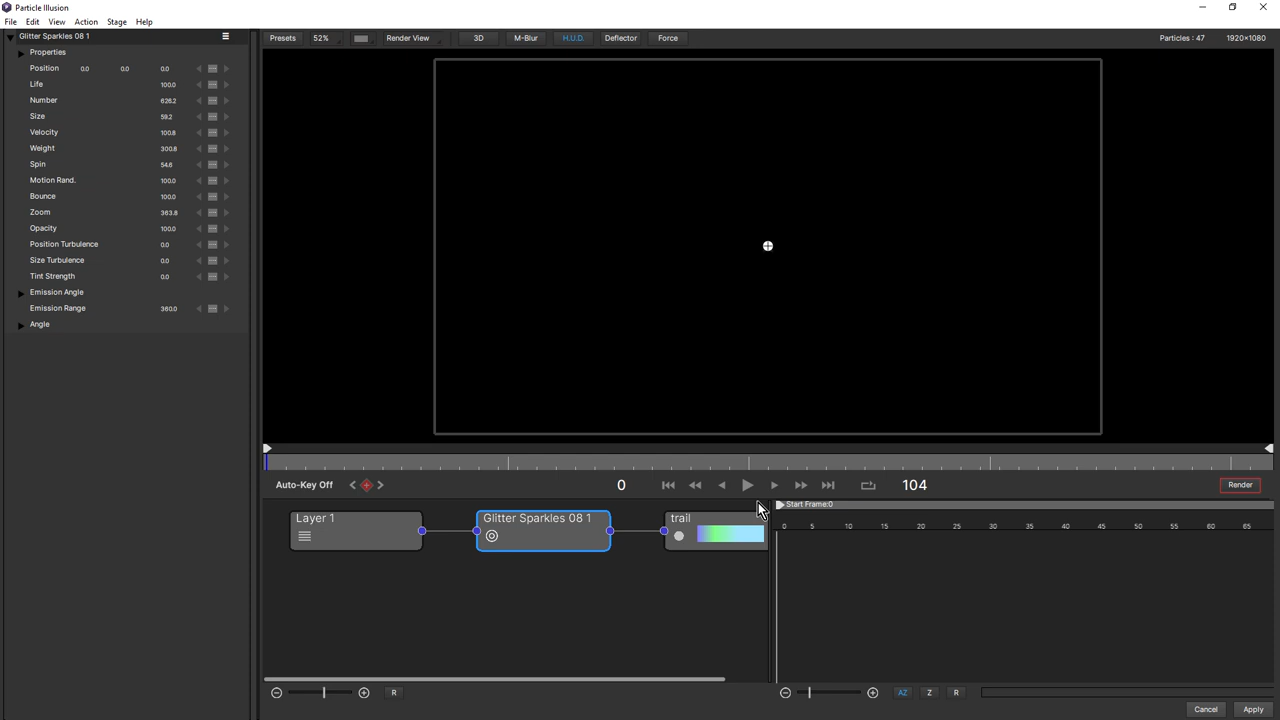 Particle Illusion
File Edit View Action Stage Help
Glitter Sparkles 08 1
Presets 52% Render View 3D M-Blur H.U.D. Deflector Force Particles : 47 1920×1080
Properties
Position 0.0 0.0 0.0
Life 100.0
Number 626.2
Size 59.2
Velocity 100.8
Weight 300.8
Spin 54.6
Motion Rand. 100.0
Bounce 100.0
Zoom 363.8
Opacity 100.0
Position Turbulence 0.0
Size Turbulence 0.0
Tint Strength 0.0
Emission Angle
Emission Range 360.0
Angle
Auto-Key Off 0 104 Render
Layer 1 Glitter Sparkles 08 1 trail
Start Frame:0
0 5 10 15 20 25 30 35 40 45 50 55 60 65
R AZ Z R
Cancel Apply